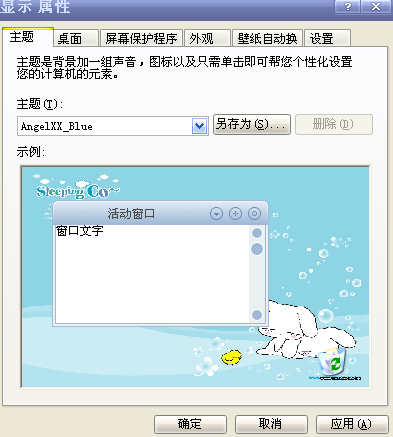 显示 属性
主题 桌面 屏幕保护程序 外观 壁纸自动换 设置
主题是背景加一组声音，图标以及只需单击即可帮您个性化设置
您的计算机的元素。
主题(T):
AngelXX_Blue 另存为(S)... 删除(D)
示例:
Sleeping Co~
活动窗口
窗口文字
确定 取消 应用(A)